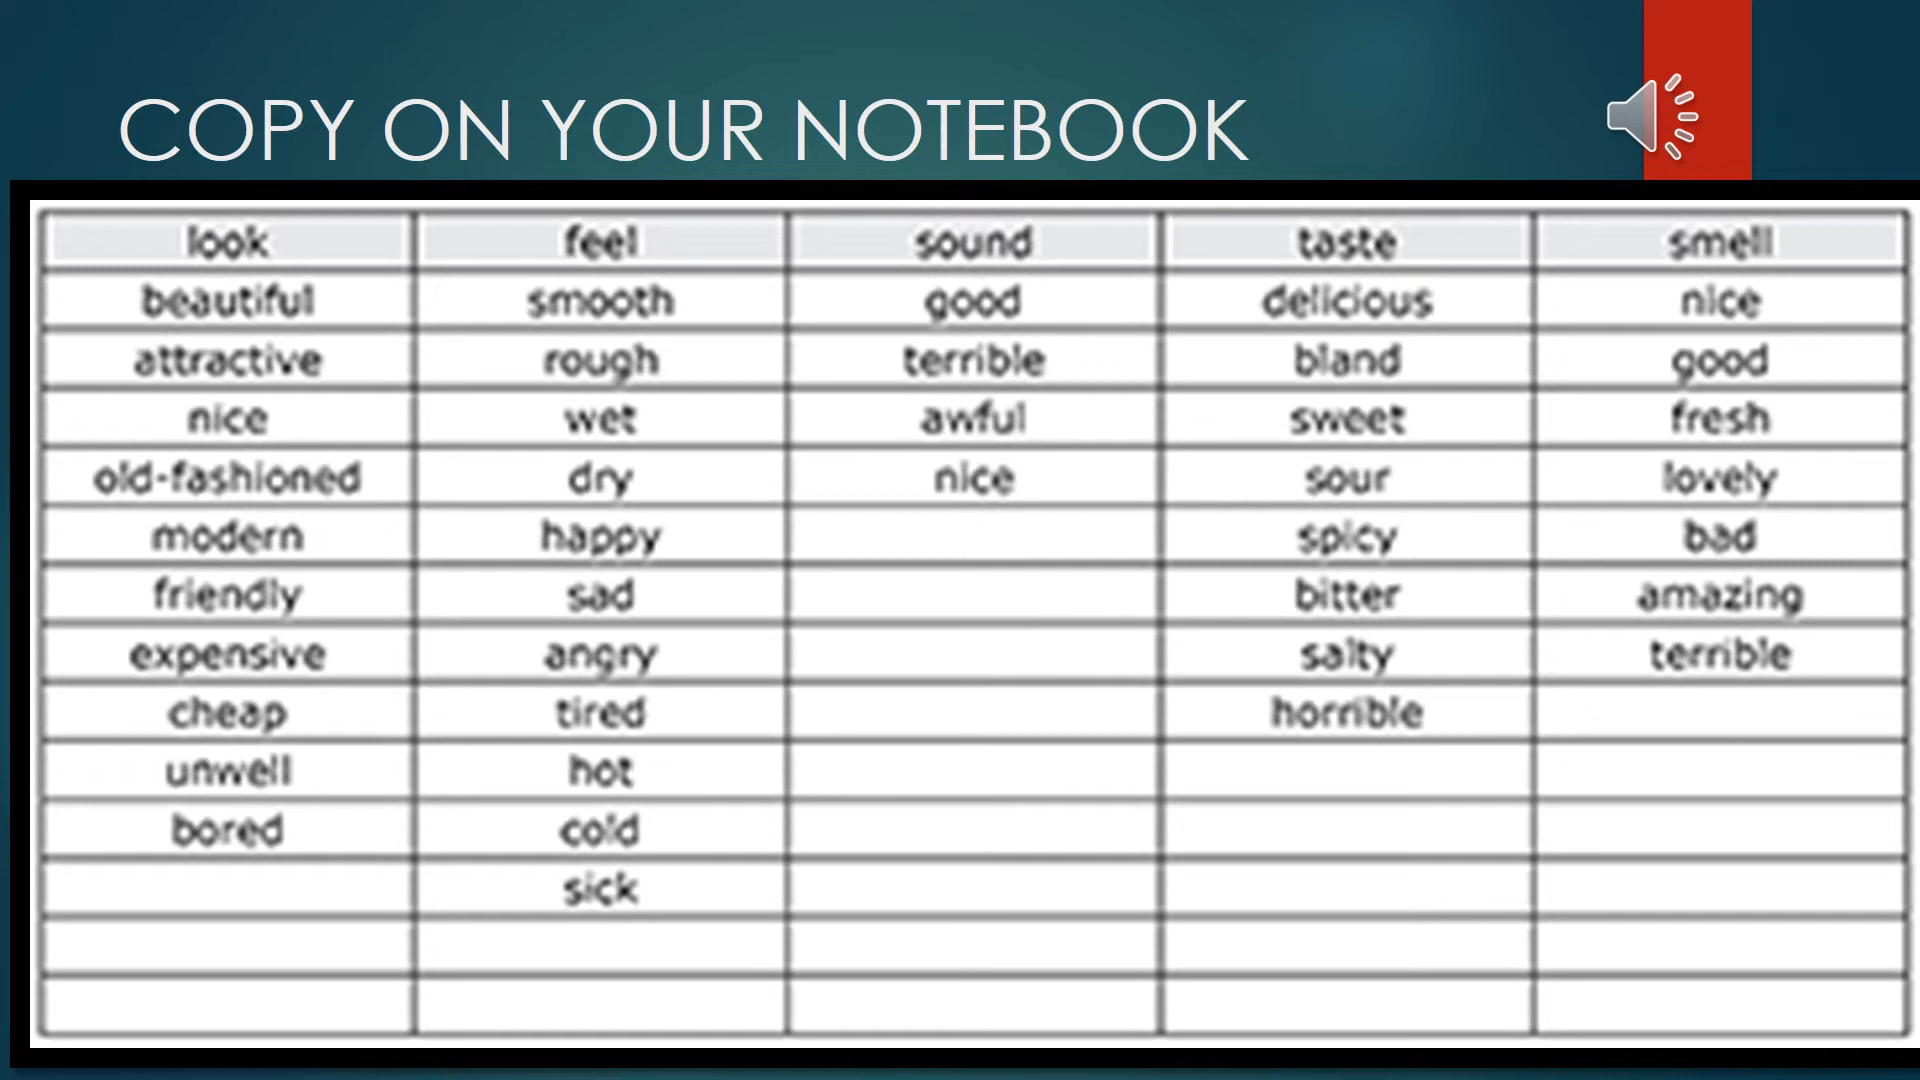 COPY ON YOUR NOTEBOOK
look feel sound taste smell
beautiful smooth good delicious nice
attractive rough terrible bland good
nice wet awful sweet fresh
old-fashioned dry nice sour lovely
modern happy spicy bad
friendly sad bitter amazing
expensive angry salty terrible
cheap tired horrible
unwell hot
bored cold
sick